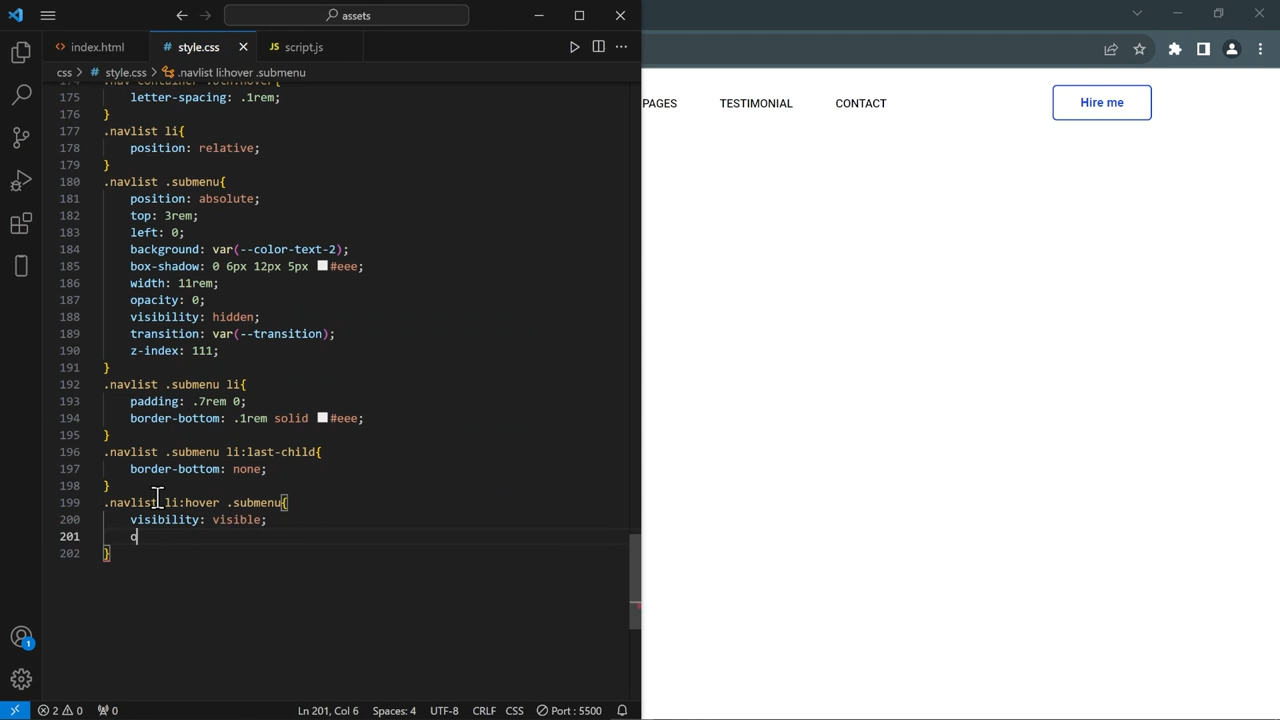 assets
index.html
style.css
JS script.js
css > # style.css > .navlist li:hover .submenu
175 letter-spacing: .1rem;
176 }
177 .navlist li{
178 position: relative;
179 }
180 .navlist .submenu{
181 position: absolute;
182 top: 3rem;
183 left: 0;
184 background: var(--color-text-2);
185 box-shadow: 0 6px 12px 5px #eee;
186 width: 11rem;
187 opacity: 0;
188 visibility: hidden;
189 transition: var(--transition);
190 z-index: 111;
191 }
192 .navlist .submenu li{
193 padding: .7rem 0;
194 border-bottom: .1rem solid #eee;
195 }
196 .navlist .submenu li:last-child{
197 border-bottom: none;
198 }
199 .navlist li:hover .submenu{
200 visibility: visible;
201 o
202 }
1
2 0 0 Ln 201, Col 6 Spaces: 4 UTF-8 CRLF CSS Port : 5500
PAGES TESTIMONIAL CONTACT Hire me